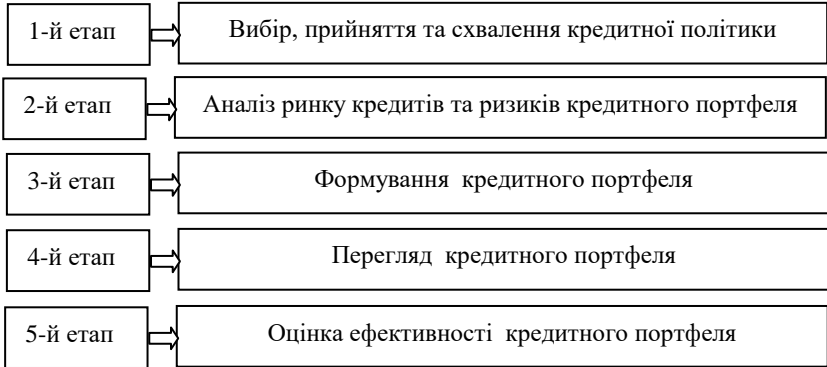 1-й етап Вибір, прийняття та схвалення кредитної політики
2-й етап Аналіз ринку кредитів та ризиків кредитного портфеля
3-й етап Формування кредитного портфеля
4-й етап Перегляд кредитного портфеля
5-й етап Оцінка ефективності кредитного портфеля